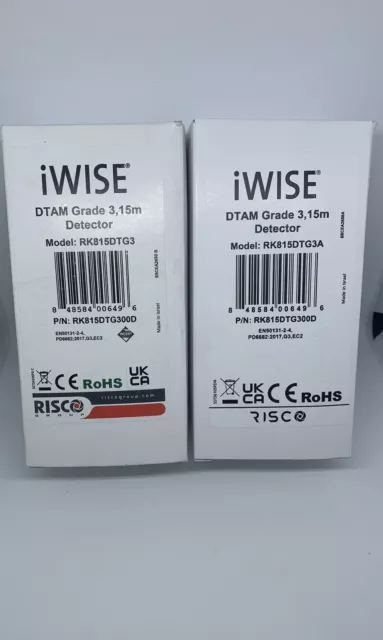 iWISE®
DTAM Grade 3,15m
Detector
Model: RK815DTG3
8 48584 00649 6
P/N: RK815DTG300D
EN50131-2-4,
PD6662:2017,G3,EC2
Made in Israel
CE RoHS UK CA
RISCO
GROUP
riscogroup.com
iWISE®
DTAM Grade 3,15m
Detector
Model: RK815DTG3A
8 48584 00649 6
P/N: RK815DTG300D
EN50131-2-4,
PD6662:2017,G3,EC2
Made in Israel
UK CA CE RoHS
RISCO